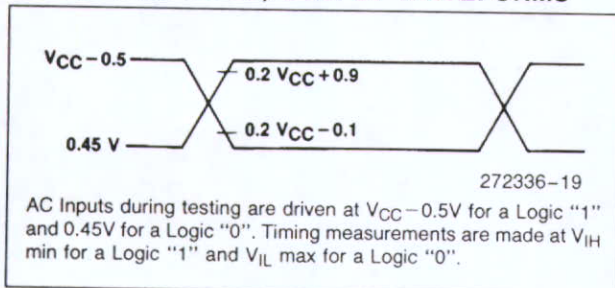 VCC−0.5
0.2 VCC+0.9
0.2 VCC−0.1
0.45 V
272336–19
AC Inputs during testing are driven at VCC−0.5V for a Logic “1”
and 0.45V for a Logic “0”. Timing measurements are made at VIH
min for a Logic “1” and VIL max for a Logic “0”.